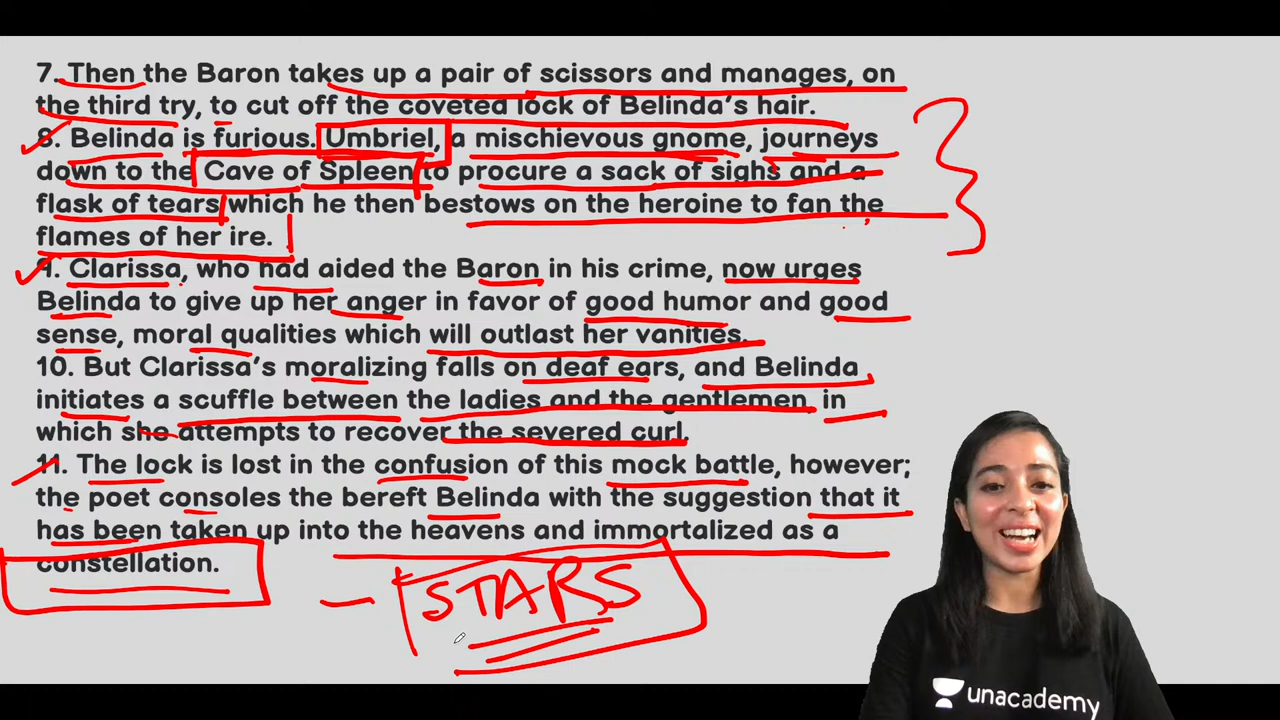 7. Then the Baron takes up a pair of scissors and manages, on
the third try, to cut off the coveted lock of Belinda's hair.
8. Belinda is furious. Umbriel, a mischievous gnome, journeys
down to the Cave of Spleen to procure a sack of sighs and a
flask of tears which he then bestows on the heroine to fan the
flames of her ire.
9. Clarissa, who had aided the Baron in his crime, now urges
Belinda to give up her anger in favor of good humor and good
sense, moral qualities which will outlast her vanities.
10. But Clarissa's moralizing falls on deaf ears, and Belinda
initiates a scuffle between the ladies and the gentlemen, in
which she attempts to recover the severed curl.
11. The lock is lost in the confusion of this mock battle, however;
the poet consoles the bereft Belinda with the suggestion that it
has been taken up into the heavens and immortalized as a
constellation.
- STARS
unacademy